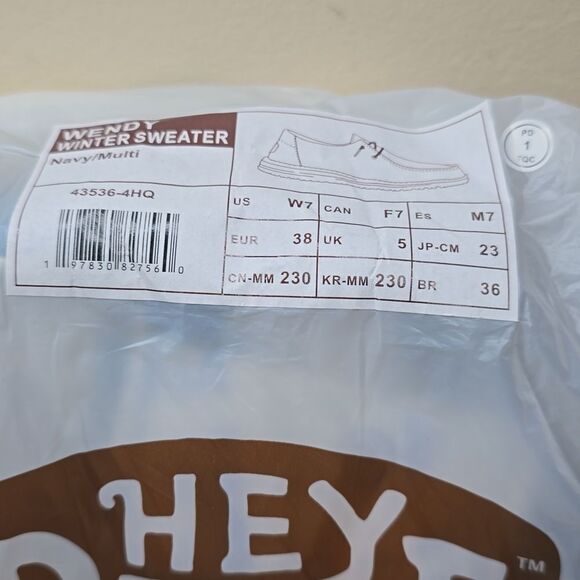 WENDY
WINTER SWEATER
Navy/Multi
43536-4HQ
1 97830 82756 0
US W7 CAN F7 ES M7
EUR 38 UK 5 JP-CM 23
CN-MM 230 KR-MM 230 BR 36
PD
1
TQC
HEY
TM